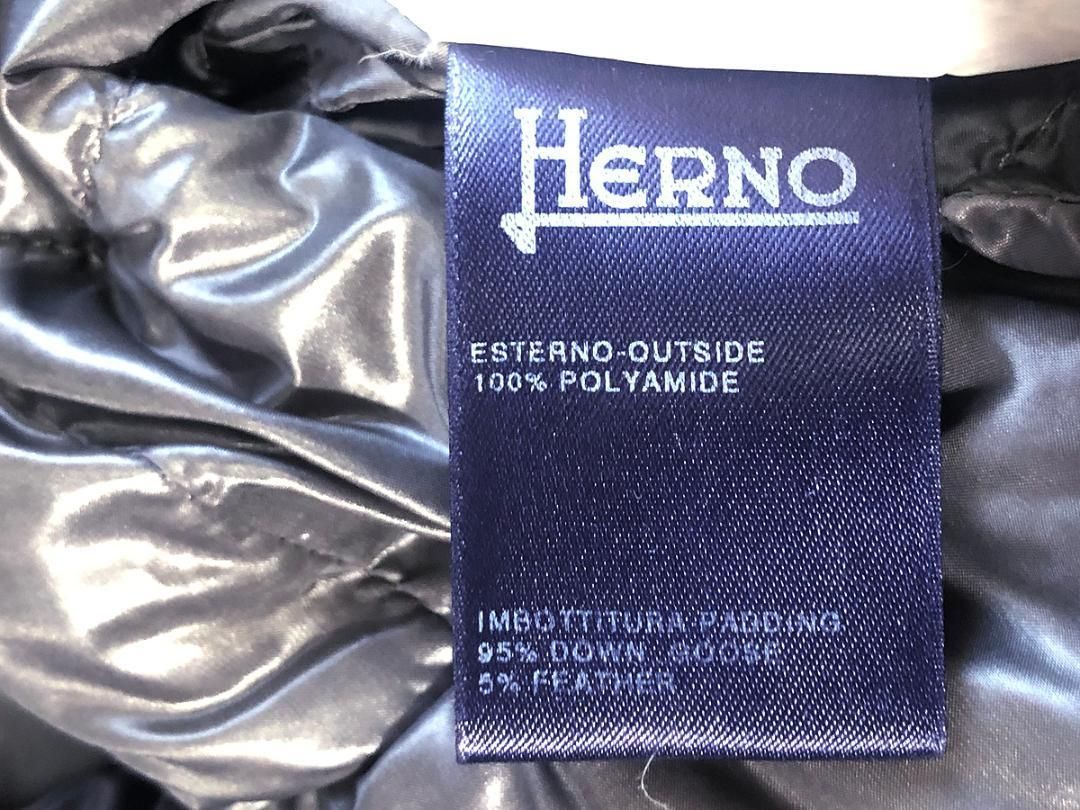 HERNO
ESTERNO-OUTSIDE
100% POLYAMIDE
IMBOTTITURA-PADDING
95% DOWN GOOSE
5% FEATHER